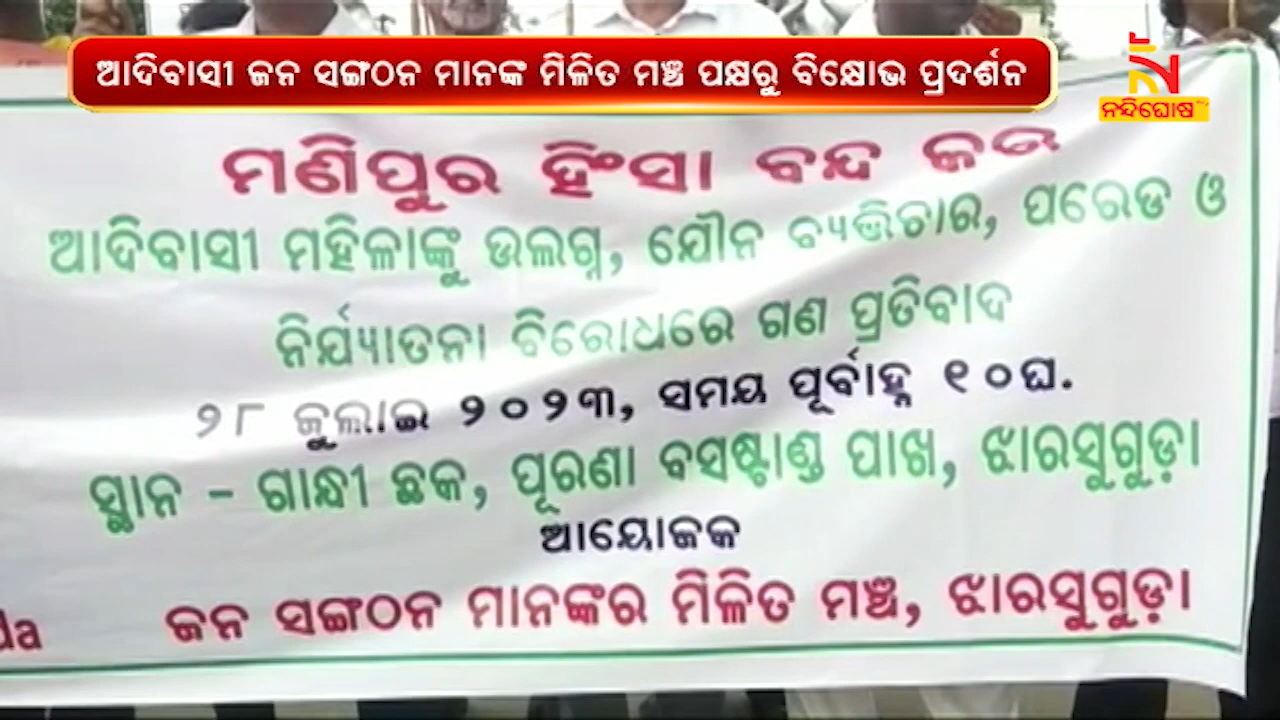 ଆଦିବାସୀ ଜନ ସଙ୍ଗଠନ ମାନଙ୍କ ମିଳିତ ମଞ୍ଚ ପକ୍ଷରୁ ବିକ୍ଷୋଭ ପ୍ରଦର୍ଶନ
ନନ୍ଦିଘୋଷ
ମଣିପୁର ହିଂସା ବନ୍ଦ
ଆଦିବାସୀ ମହିଳାଙ୍କୁ ଉଲଗ୍ନ, ଯୌନ ବ୍ୟଭିଚାର, ପରେଡ ଓ
ନିର୍ଯ୍ୟାତନା ବିରୋଧରେ ଗଣ ପ୍ରତିବାଦ
୨୮ ଜୁଲାଇ ୨୦୨୩, ସମୟ ପୂର୍ବାହ୍ନ ୧୦ଘ.
ସ୍ଥାନ - ଗାନ୍ଧୀ ଛକ, ପୂରଣା ବସଷ୍ଟାଣ୍ଡ ପାଖ, ଝାରସୁଗୁଡ଼ା
ଆୟୋଜକ
ଜନ ସଙ୍ଗଠନ ମାନଙ୍କର ମିଳିତ ମଞ୍ଚ, ଝାରସୁଗୁଡ଼ା